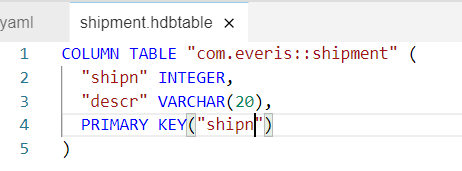 yaml
shipment.hdbtable ×
1 COLUMN TABLE "com.everis::shipment" (
2 "shipn" INTEGER,
3 "descr" VARCHAR(20),
4 PRIMARY KEY("shipn")
5 )